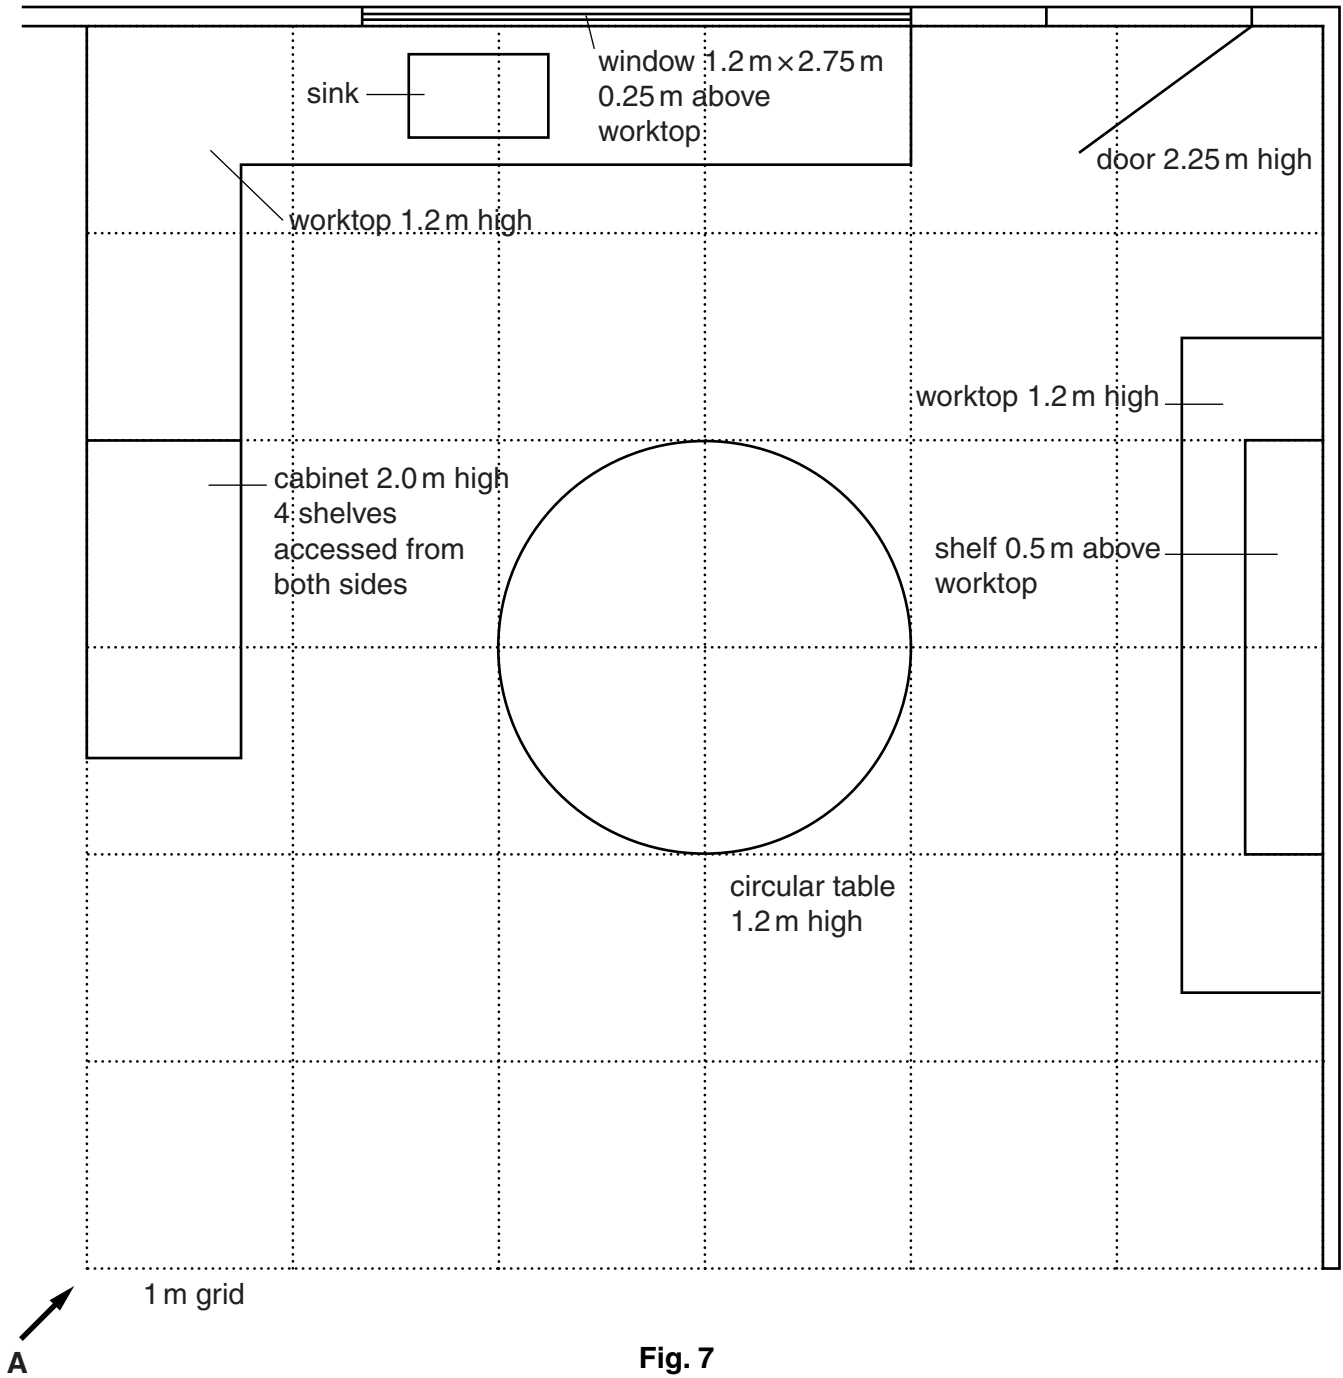 window 1.2 m × 2.75 m
0.25 m above
worktop
sink
door 2.25 m high
worktop 1.2 m high
worktop 1.2 m high
cabinet 2.0 m high
4 shelves
accessed from
both sides
shelf 0.5 m above
worktop
circular table
1.2 m high
1 m grid
A
Fig. 7